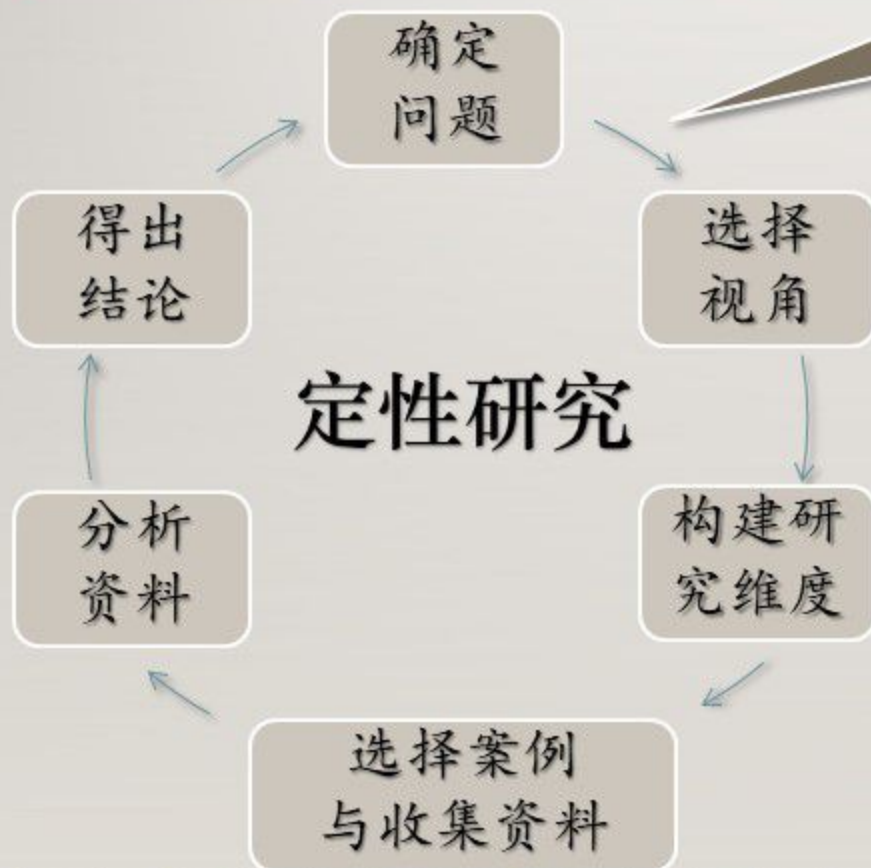 确定
问题
选择
视角
构建研
究维度
选择案例
与收集资料
分析
资料
得出
结论
定性研究